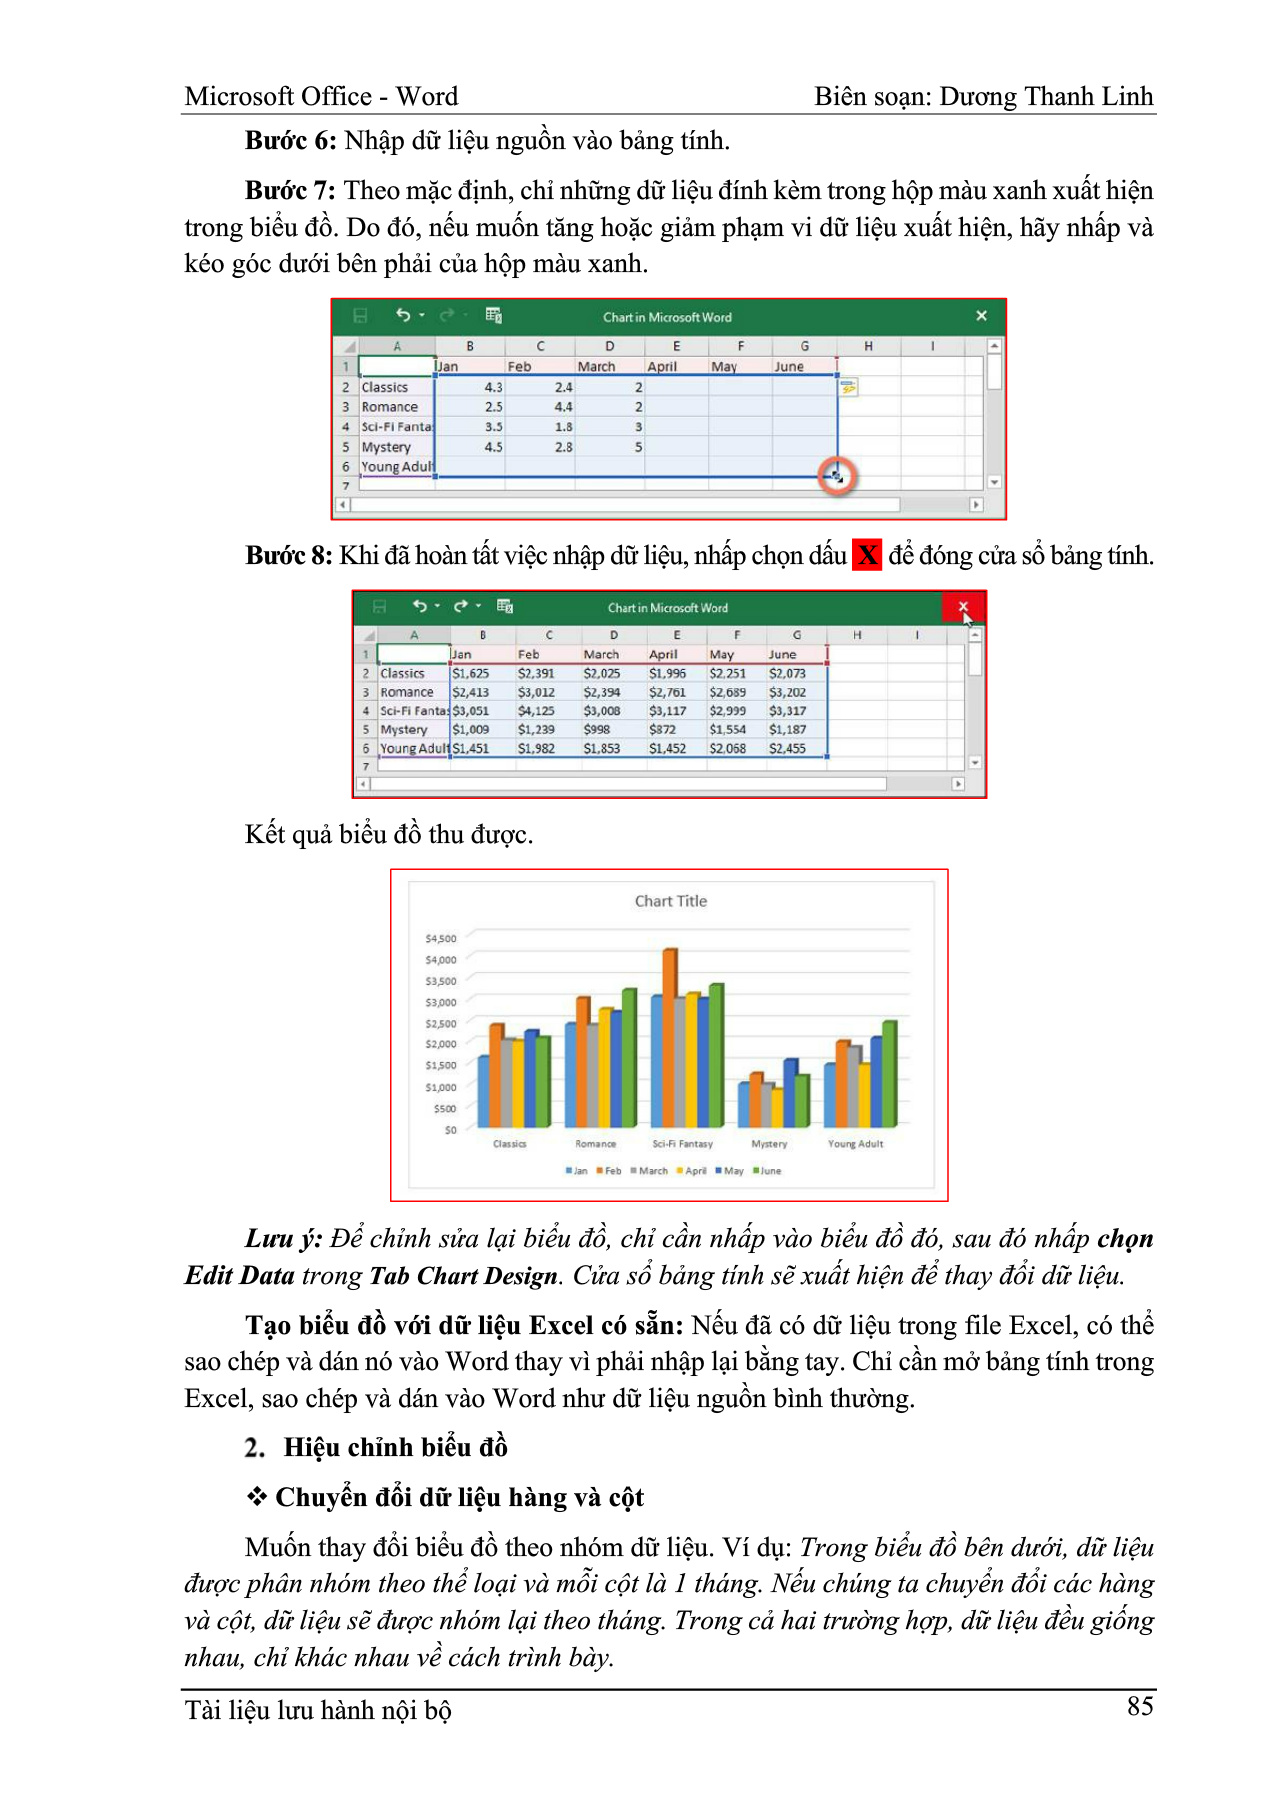 Microsoft Office - Word Biên soạn: Dương Thanh Linh
Bước 6: Nhập dữ liệu nguồn vào bảng tính.
Bước 7: Theo mặc định, chỉ những dữ liệu đính kèm trong hộp màu xanh xuất hiện
trong biểu đồ. Do đó, nếu muốn tăng hoặc giảm phạm vi dữ liệu xuất hiện, hãy nhấp và
kéo góc dưới bên phải của hộp màu xanh.
Chart in Microsoft Word
A B C D E F G H I
1 Jan Feb March April May June
2 Classics 4.3 2.4 2
3 Romance 2.5 4.4 2
4 Sci-Fi Fanta 3.5 1.8 3
5 Mystery 4.5 2.8 5
6 Young Adul
7
Bước 8: Khi đã hoàn tất việc nhập dữ liệu, nhấp chọn dấu X để đóng cửa sổ bảng tính.
Chart in Microsoft Word
A B C D E F G H I
1 Jan Feb March April May June
2 Classics $1,625 $2,391 $2,025 $1,996 $2,251 $2,073
3 Romance $2,413 $3,012 $2,394 $2,761 $2,689 $3,202
4 Sci-Fi Fantas $3,051 $4,125 $3,008 $3,117 $2,999 $3,317
5 Mystery $1,009 $1,239 $998 $872 $1,554 $1,187
6 Young Adult $1,451 $1,982 $1,853 $1,452 $2,068 $2,455
7
Kết quả biểu đồ thu được.
Chart Title
$4,500
$4,000
$3,500
$3,000
$2,500
$2,000
$1,500
$1,000
$500
$0
Classics Romance Sci-Fi Fantasy Mystery Young Adult
Jan Feb March April May June
Lưu ý: Để chỉnh sửa lại biểu đồ, chỉ cần nhấp vào biểu đồ đó, sau đó nhấp chọn
Edit Data trong Tab Chart Design. Cửa sổ bảng tính sẽ xuất hiện để thay đổi dữ liệu.
Tạo biểu đồ với dữ liệu Excel có sẵn: Nếu đã có dữ liệu trong file Excel, có thể
sao chép và dán nó vào Word thay vì phải nhập lại bằng tay. Chỉ cần mở bảng tính trong
Excel, sao chép và dán vào Word như dữ liệu nguồn bình thường.
2. Hiệu chỉnh biểu đồ
❖ Chuyển đổi dữ liệu hàng và cột
Muốn thay đổi biểu đồ theo nhóm dữ liệu. Ví dụ: Trong biểu đồ bên dưới, dữ liệu
được phân nhóm theo thể loại và mỗi cột là 1 tháng. Nếu chúng ta chuyển đổi các hàng
và cột, dữ liệu sẽ được nhóm lại theo tháng. Trong cả hai trường hợp, dữ liệu đều giống
nhau, chỉ khác nhau về cách trình bày.
Tài liệu lưu hành nội bộ 85